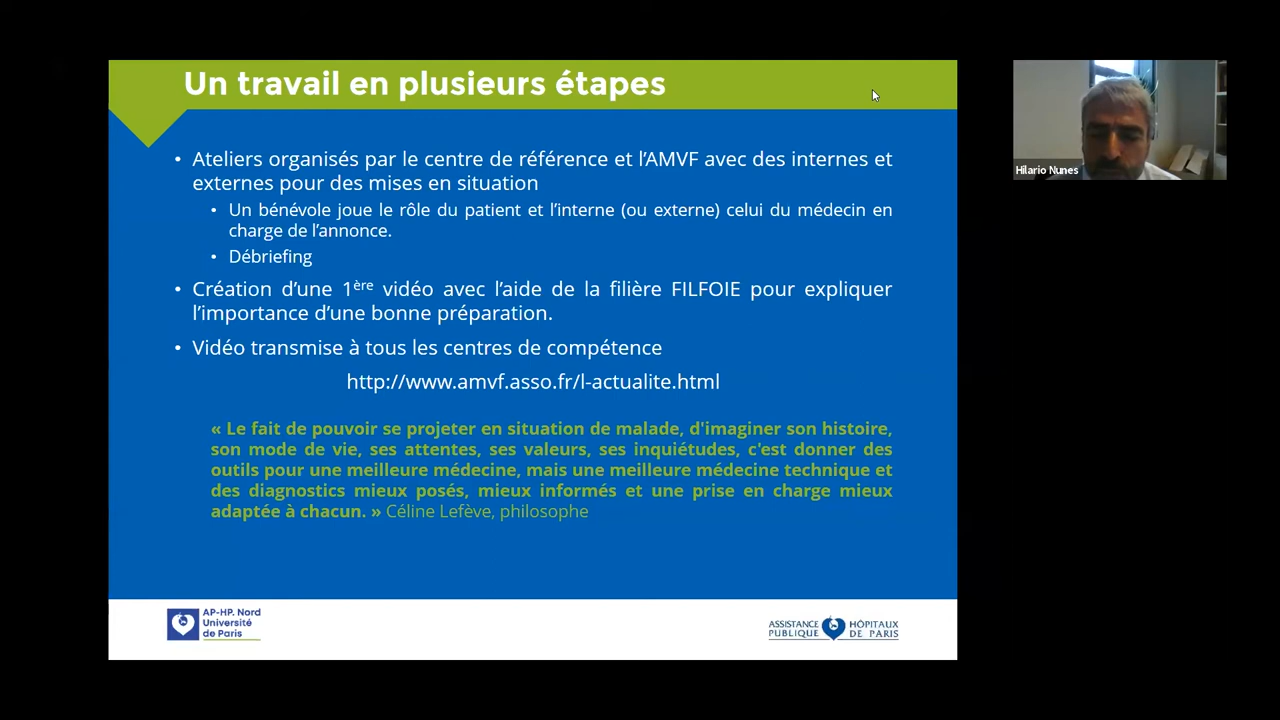 Un travail en plusieurs étapes
Hilario Nunes
• Ateliers organisés par le centre de référence et l’AMVF avec des internes et
externes pour des mises en situation
• Un bénévole joue le rôle du patient et l’interne (ou externe) celui du médecin en
charge de l’annonce.
• Débriefing
• Création d’une 1ère vidéo avec l’aide de la filière FILFOIE pour expliquer
l’importance d’une bonne préparation.
• Vidéo transmise à tous les centres de compétence
http://www.amvf.asso.fr/l-actualite.html
« Le fait de pouvoir se projeter en situation de malade, d'imaginer son histoire,
son mode de vie, ses attentes, ses valeurs, ses inquiétudes, c'est donner des
outils pour une meilleure médecine, mais une meilleure médecine technique et
des diagnostics mieux posés, mieux informés et une prise en charge mieux
adaptée à chacun. » Céline Lefève, philosophe
AP-HP. Nord
Université
de Paris
ASSISTANCE HÔPITAUX
PUBLIQUE DE PARIS